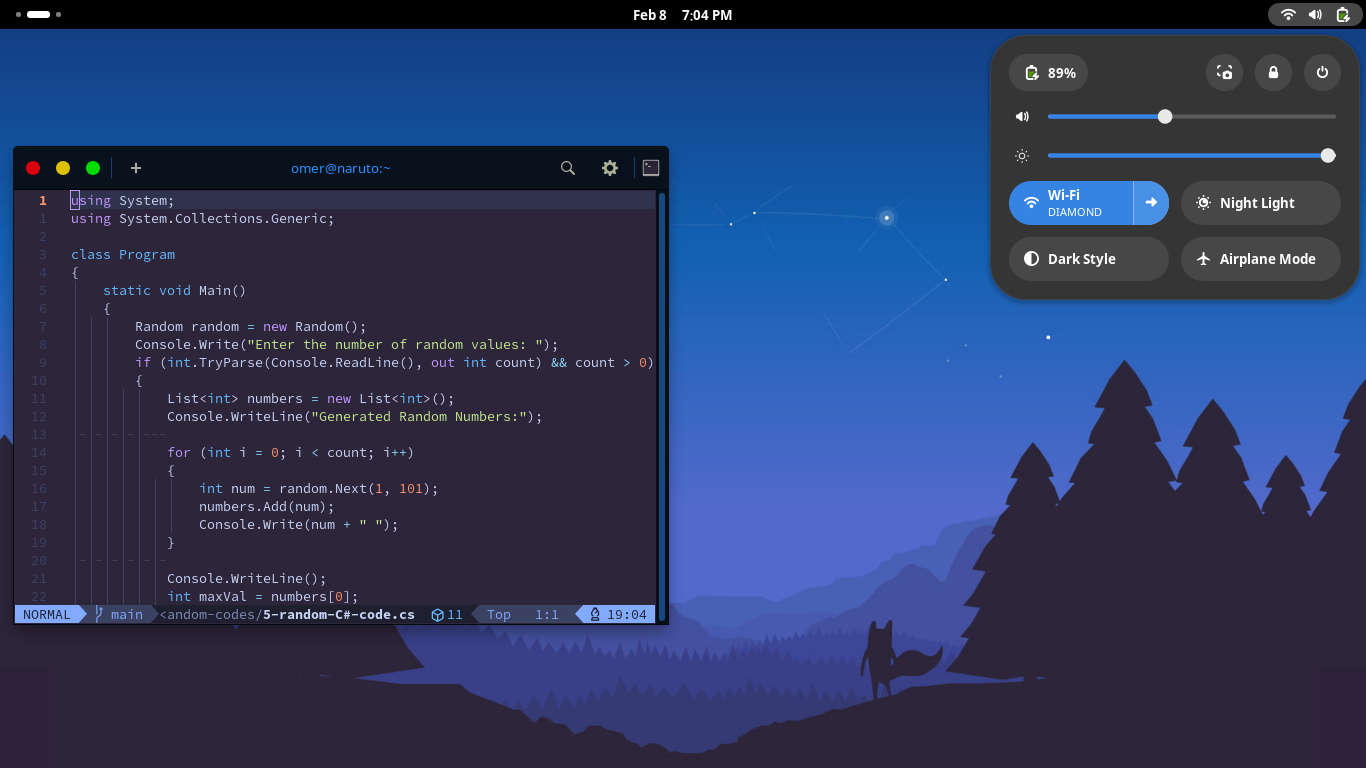 Feb 8 7:04 PM
89%
Wi-Fi
DIAMOND
Night Light
Dark Style
Airplane Mode
omer@naruto:~
1 using System;
1 using System.Collections.Generic;
2
3 class Program
4 {
5     static void Main()
6     {
7         Random random = new Random();
8         Console.Write("Enter the number of random values: ");
9         if (int.TryParse(Console.ReadLine(), out int count) && count > 0)
10         {
11             List<int> numbers = new List<int>();
12             Console.WriteLine("Generated Random Numbers:");
13
14             for (int i = 0; i < count; i++)
15             {
16                 int num = random.Next(1, 101);
17                 numbers.Add(num);
18                 Console.Write(num + " ");
19             }
20
21             Console.WriteLine();
22             int maxVal = numbers[0];
NORMAL main <andom-codes/5-random-C#-code.cs 11 Top 1:1 19:04